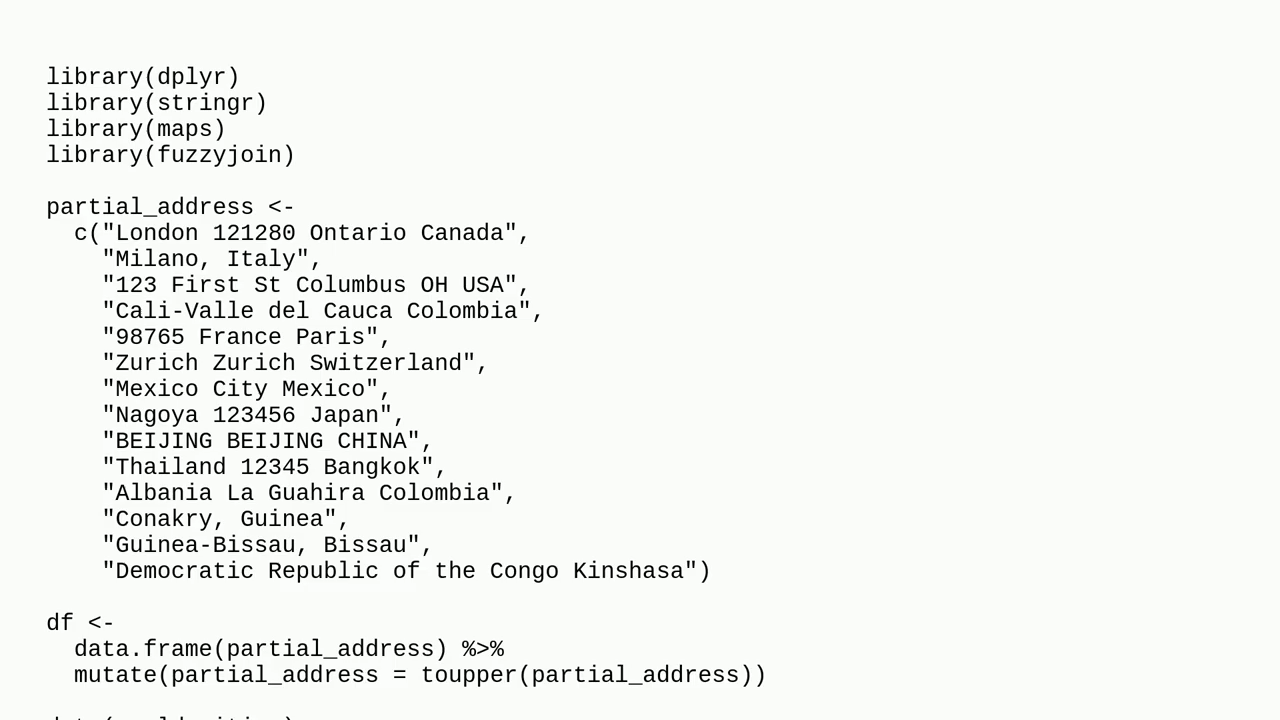 library(dplyr)
library(stringr)
library(maps)
library(fuzzyjoin)
partial_address <-
c("London 121280 Ontario Canada",
"Milano, Italy",
"123 First St Columbus OH USA",
"Cali-Valle del Cauca Colombia",
"98765 France Paris",
"Zurich Zurich Switzerland",
"Mexico City Mexico",
"Nagoya 123456 Japan",
"BEIJING BEIJING CHINA",
"Thailand 12345 Bangkok",
"Albania La Guahira Colombia",
"Conakry, Guinea",
"Guinea-Bissau, Bissau",
"Democratic Republic of the Congo Kinshasa")
df <-
data.frame(partial_address) %>%
mutate(partial_address = toupper(partial_address))